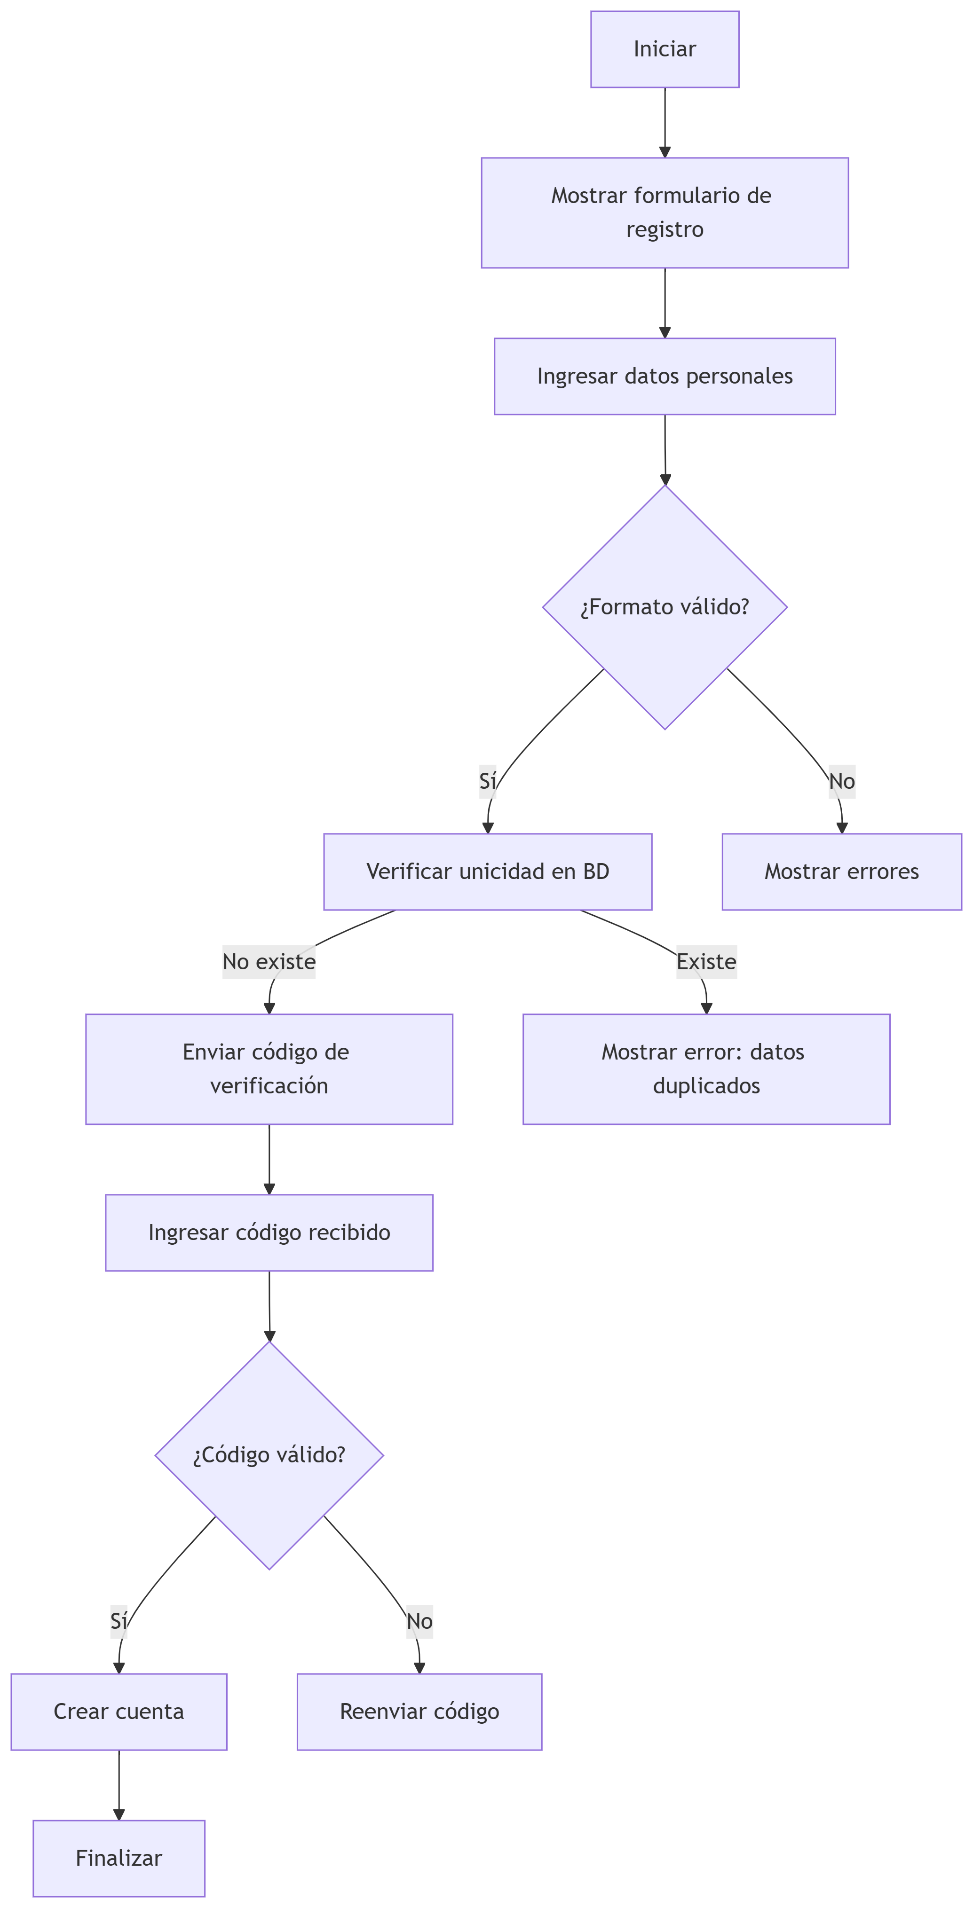 Iniciar
Mostrar formulario de
registro
Ingresar datos personales
¿Formato válido?
Sí
No
Verificar unicidad en BD
Mostrar errores
No existe
Existe
Enviar código de
verificación
Mostrar error: datos
duplicados
Ingresar código recibido
¿Código válido?
Sí
No
Crear cuenta
Reenviar código
Finalizar